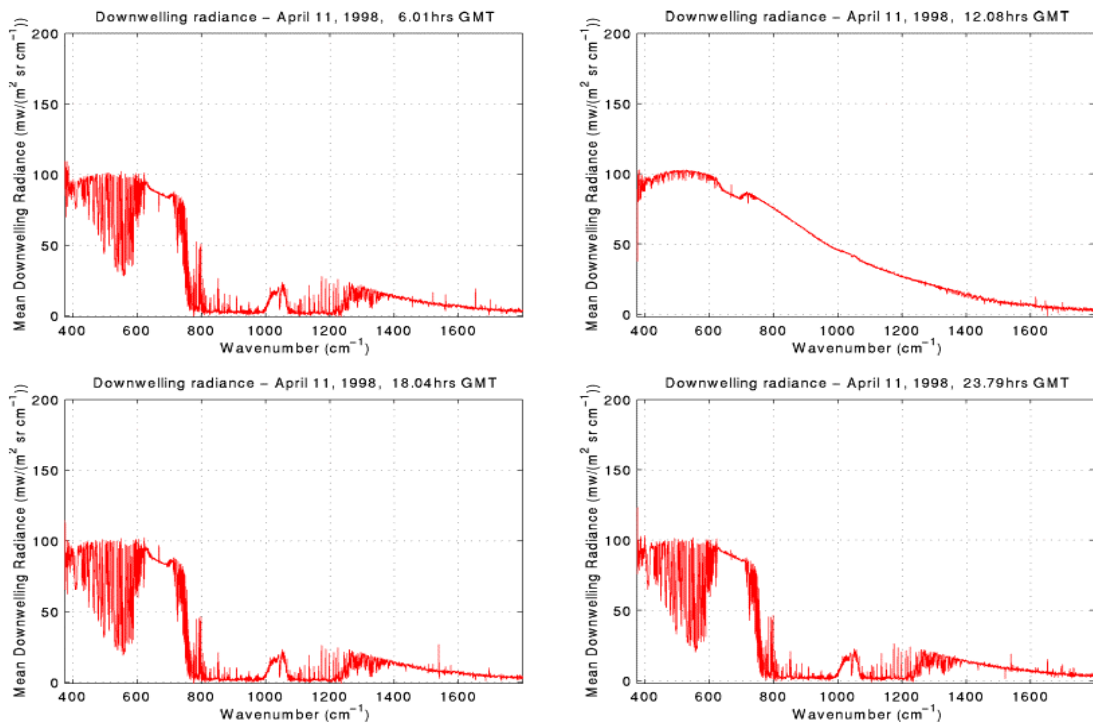 Downwelling radiance – April 11, 1998, 6.01hrs GMT
Mean Downwelling Radiance (mw/(m² sr cm⁻¹))
200
150
100
50
0
400 600 800 1000 1200 1400 1600
Wavenumber (cm⁻¹)
Downwelling radiance – April 11, 1998, 12.08hrs GMT
Mean Downwelling Radiance (mw/(m² sr cm⁻¹))
200
150
100
50
0
400 600 800 1000 1200 1400 1600
Wavenumber (cm⁻¹)
Downwelling radiance – April 11, 1998, 18.04hrs GMT
Mean Downwelling Radiance (mw/(m² sr cm⁻¹))
200
150
100
50
0
400 600 800 1000 1200 1400 1600
Wavenumber (cm⁻¹)
Downwelling radiance – April 11, 1998, 23.79hrs GMT
Mean Downwelling Radiance (mw/(m² sr cm⁻¹))
200
150
100
50
0
400 600 800 1000 1200 1400 1600
Wavenumber (cm⁻¹)